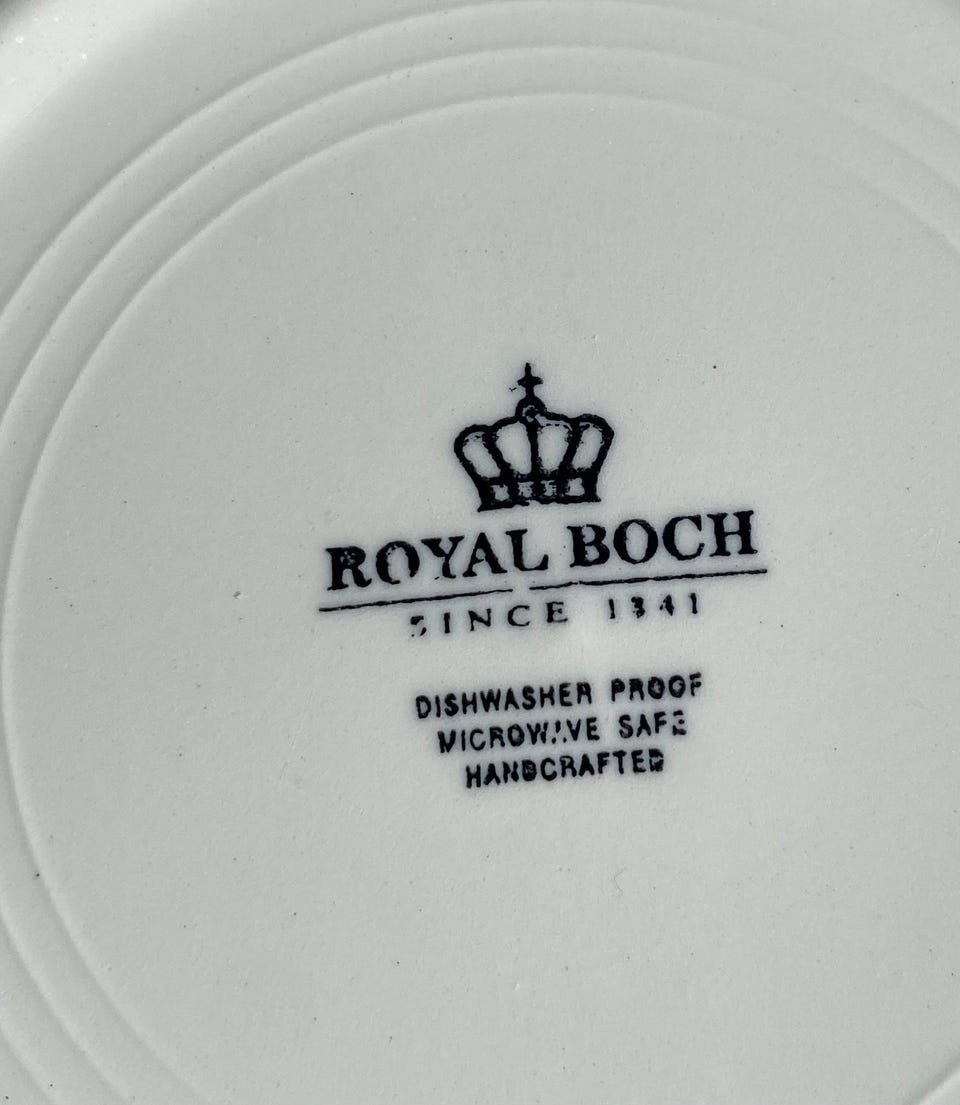 ROYAL BOCH
SINCE 1841
DISHWASHER PROOF
MICROWAVE SAFE
HANDCRAFTED